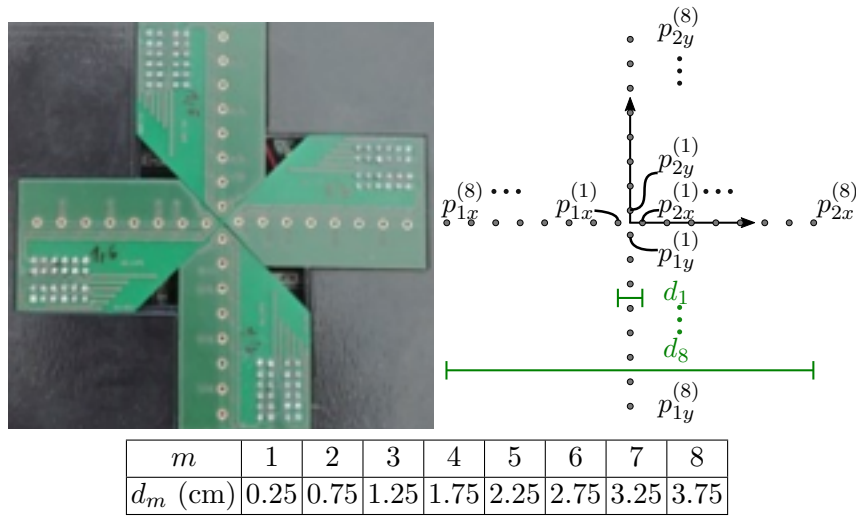 p_{2y}^{(8)}
p_{2y}^{(1)}
p_{1x}^{(8)} ··· p_{1x}^{(1)} p_{2x}^{(1)} ··· p_{2x}^{(8)}
p_{1y}^{(1)}
d_1
d_8
p_{1y}^{(8)}
m 1 2 3 4 5 6 7 8
d_m (cm) 0.25 0.75 1.25 1.75 2.25 2.75 3.25 3.75